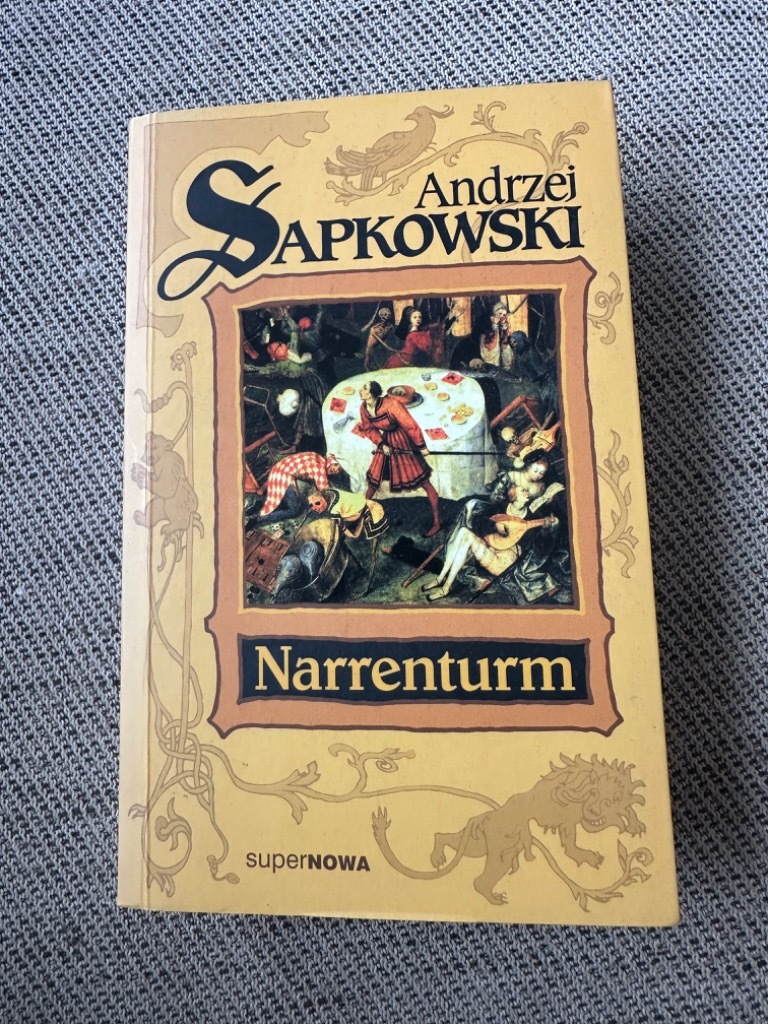 Andrzej
SAPKOWSKI
Narrenturm
superNOWA